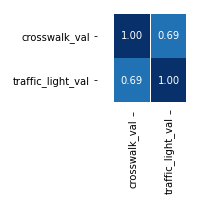 crosswalk_val
1.00 0.69
traffic_light_val
0.69 1.00
crosswalk_val
traffic_light_val